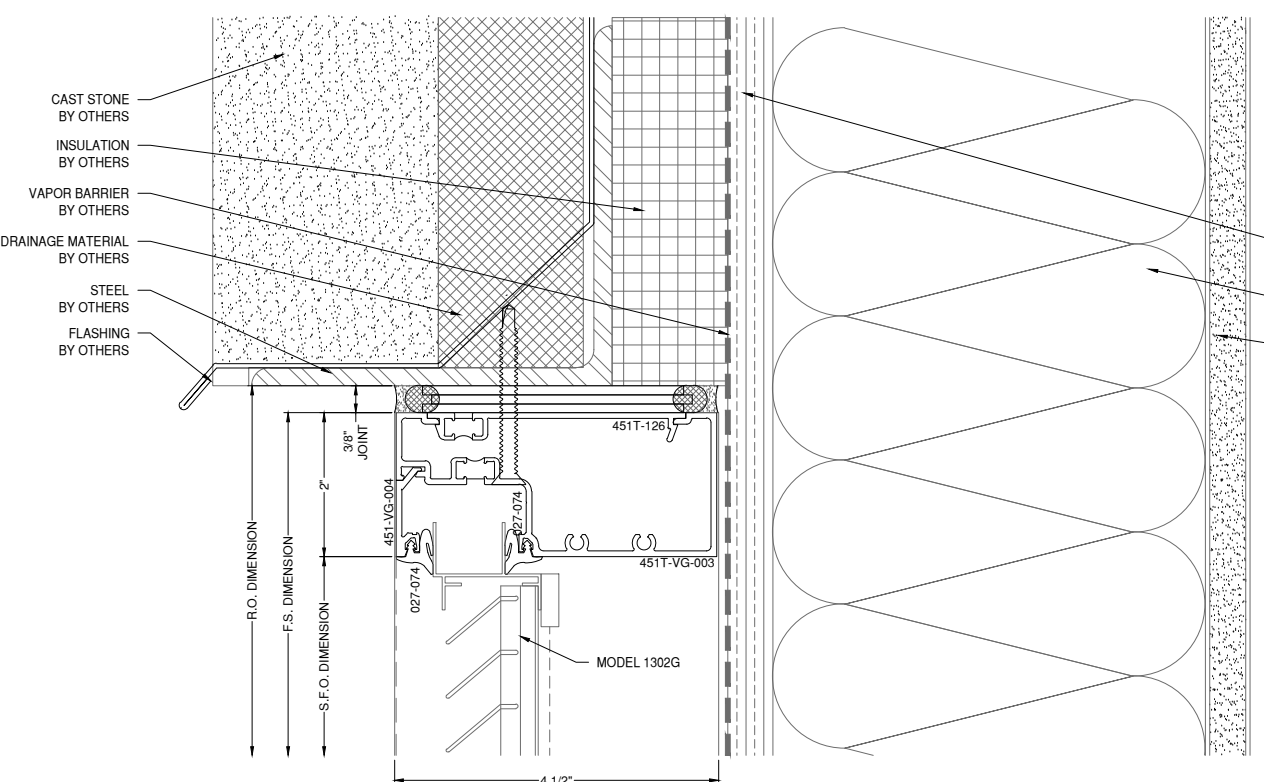 CAST STONE
BY OTHERS
INSULATION
BY OTHERS
VAPOR BARRIER
BY OTHERS
DRAINAGE MATERIAL
BY OTHERS
STEEL
BY OTHERS
FLASHING
BY OTHERS
3/8"
JOINT
451T-126
2"
451-VG-004
027-074
451T-VG-003
027-074
R.O. DIMENSION
F.S. DIMENSION
S.F.O. DIMENSION
MODEL 1302G
4 1/2"